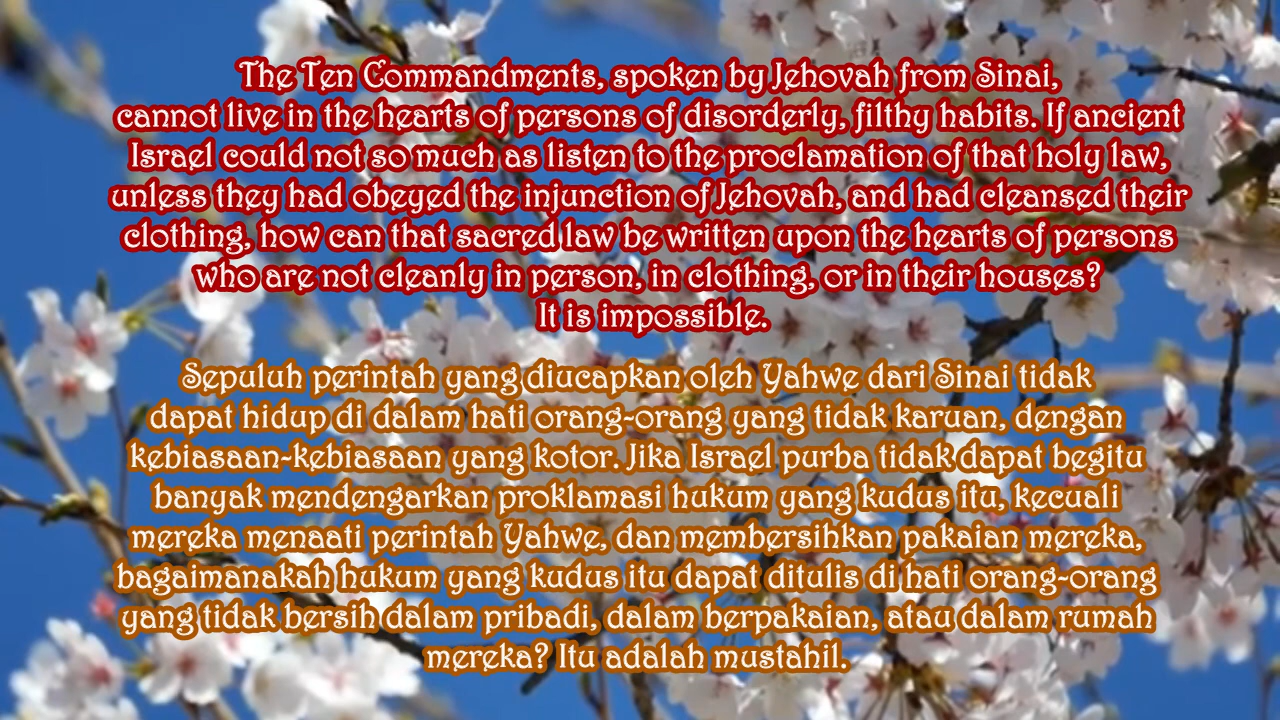 The Ten Commandments, spoken by Jehovah from Sinai,
cannot live in the hearts of persons of disorderly, filthy habits. If ancient
Israel could not so much as listen to the proclamation of that holy law,
unless they had obeyed the injunction of Jehovah, and had cleansed their
clothing, how can that sacred law be written upon the hearts of persons
who are not cleanly in person, in clothing, or in their houses?
It is impossible.
Sepuluh perintah yang diucapkan oleh Yahwe dari Sinai tidak
dapat hidup di dalam hati orang-orang yang tidak karuan, dengan
kebiasaan-kebiasaan yang kotor. Jika Israel purba tidak dapat begitu
banyak mendengarkan proklamasi hukum yang kudus itu, kecuali
mereka menaati perintah Yahwe, dan membersihkan pakaian mereka,
bagaimanakah hukum yang kudus itu dapat ditulis di hati orang-orang
yang tidak bersih dalam pribadi, dalam berpakaian, atau dalam rumah
mereka? Itu adalah mustahil.